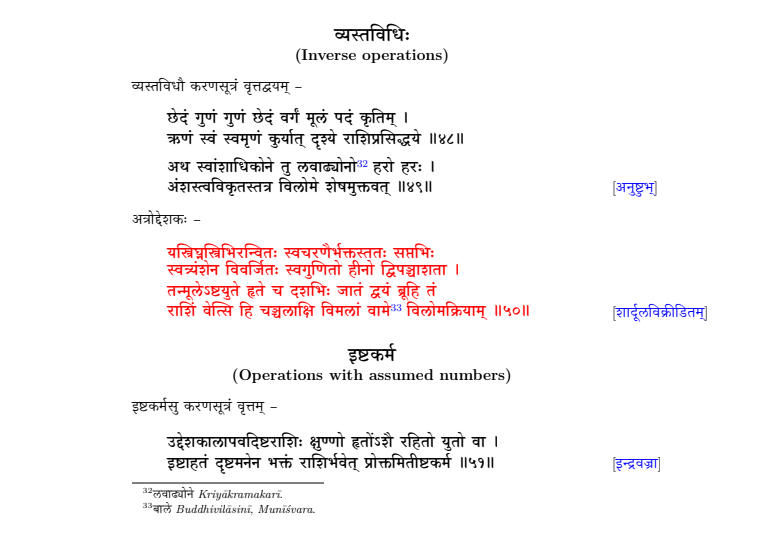 व्यस्तविधिः
(Inverse operations)
व्यस्तविधौ करणसूत्रं वृत्तद्वयम् –
छेदं गुणं गुणं छेदं वर्गं मूलं पदं कृतिम् ।
ऋणं स्वं स्वमृणं कुर्यात् दृश्ये राशिप्रसिद्धये ॥४८॥
अथ स्वांशाधिकोने तु लवाढ्योनो32 हरो हरः ।
अंशस्त्वविकृतस्तत्र विलोमे शेषमुक्तवत् ॥४९॥ [अनुष्टुभ्]
अत्रोद्देशकः –
यस्त्रिघ्नस्त्रिभिरन्वितः स्वचरणैर्भक्तस्ततः सप्तभिः
स्वत्र्यंशेन विवर्जितः स्वगुणितो हीनो द्विपञ्चाशता ।
तन्मूलेऽष्टयुते हृते च दशभिः जातं द्वयं ब्रूहि तं
राशिं वेत्सि हि चञ्चलाक्षि विमलां वामे33 विलोमक्रियाम् ॥५०॥ [शार्दूलविक्रीडितम्]
इष्टकर्म
(Operations with assumed numbers)
इष्टकर्मसु करणसूत्रं वृत्तम् –
उद्देशकालापवदिष्टराशिः क्षुण्णो हृतोंऽशै रहितो युतो वा ।
इष्टाहतं दृष्टमनेन भक्तं राशिर्भवेत् प्रोक्तमितीष्टकर्म ॥५१॥ [इन्द्रवज्रा]
32लवाढ्योने Kriyākramakarī.
33बाले Buddhivilāsinī, Munīśvara.